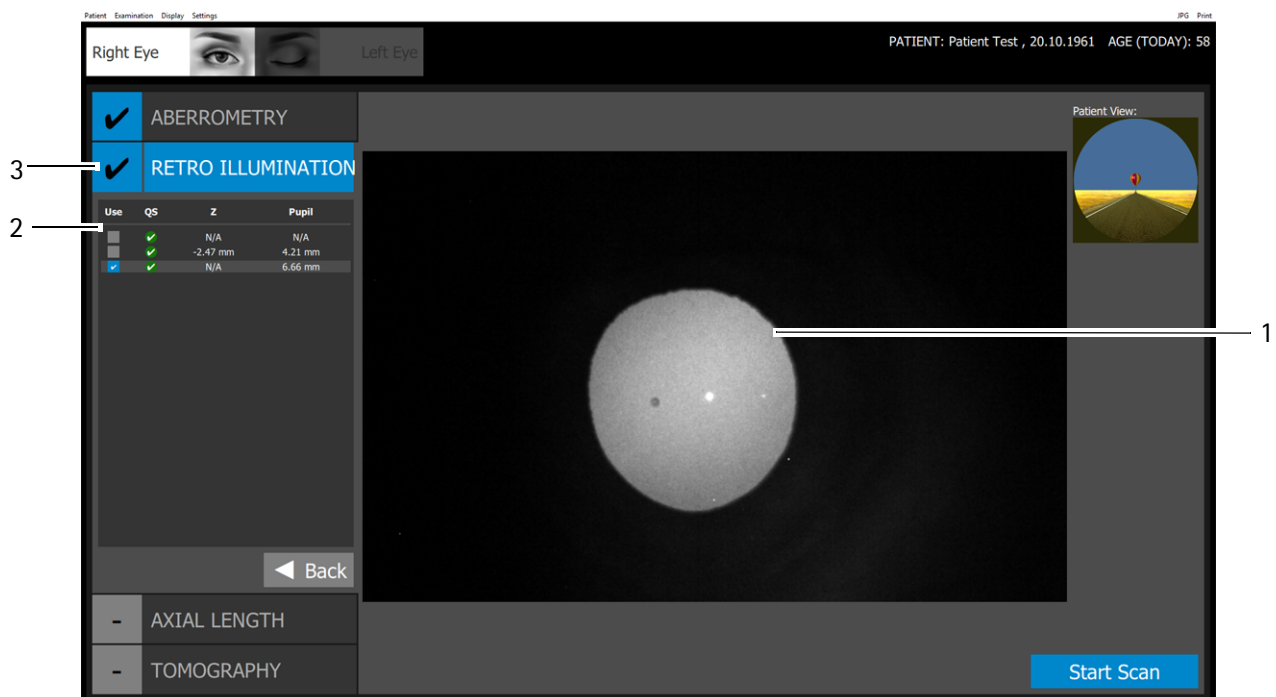 Patient Examination Display Settings JPG Print
Right Eye Left Eye PATIENT: Patient Test , 20.10.1961 AGE (TODAY): 58
✔ ABERROMETRY
Patient View:
3 ✔ RETRO ILLUMINATION
Use QS Z Pupil
2
N/A N/A
-2.47 mm 4.21 mm
N/A 6.66 mm
1
◀ Back
- AXIAL LENGTH
- TOMOGRAPHY
Start Scan